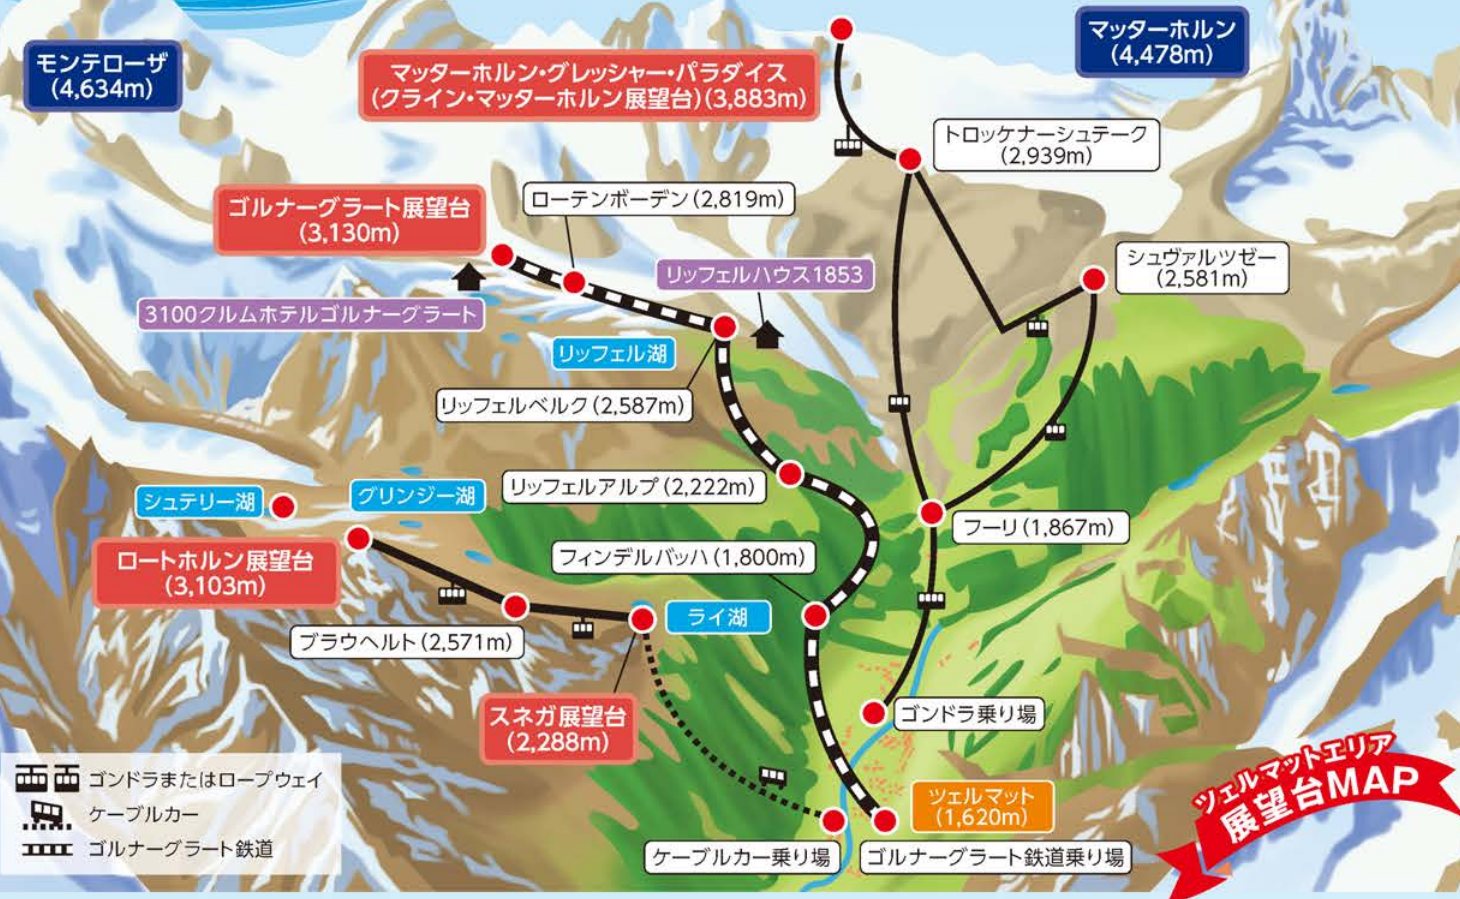 モンテローザ
(4,634m)
マッターホルン・グレッシャー・パラダイス
(クライン・マッターホルン展望台)(3,883m)
マッターホルン
(4,478m)
トロッケナーシュテーク
(2,939m)
ゴルナーグラート展望台
(3,130m)
ローテンボーデン(2,819m)
リッフェルハウス1853
シュヴァルツゼー
(2,581m)
3100クルムホテルゴルナーグラート
リッフェル湖
リッフェルベルク(2,587m)
シュテリー湖
グリンジー湖
リッフェルアルプ(2,222m)
フーリ(1,867m)
ロートホルン展望台
(3,103m)
フィンデルバッハ(1,800m)
ブラウヘルト(2,571m)
ライ湖
スネガ展望台
(2,288m)
ゴンドラ乗り場
ツェルマット
(1,620m)
ケーブルカー乗り場
ゴルナーグラート鉄道乗り場
ゴンドラまたはロープウェイ
ケーブルカー
ゴルナーグラート鉄道
ツェルマットエリア
展望台MAP